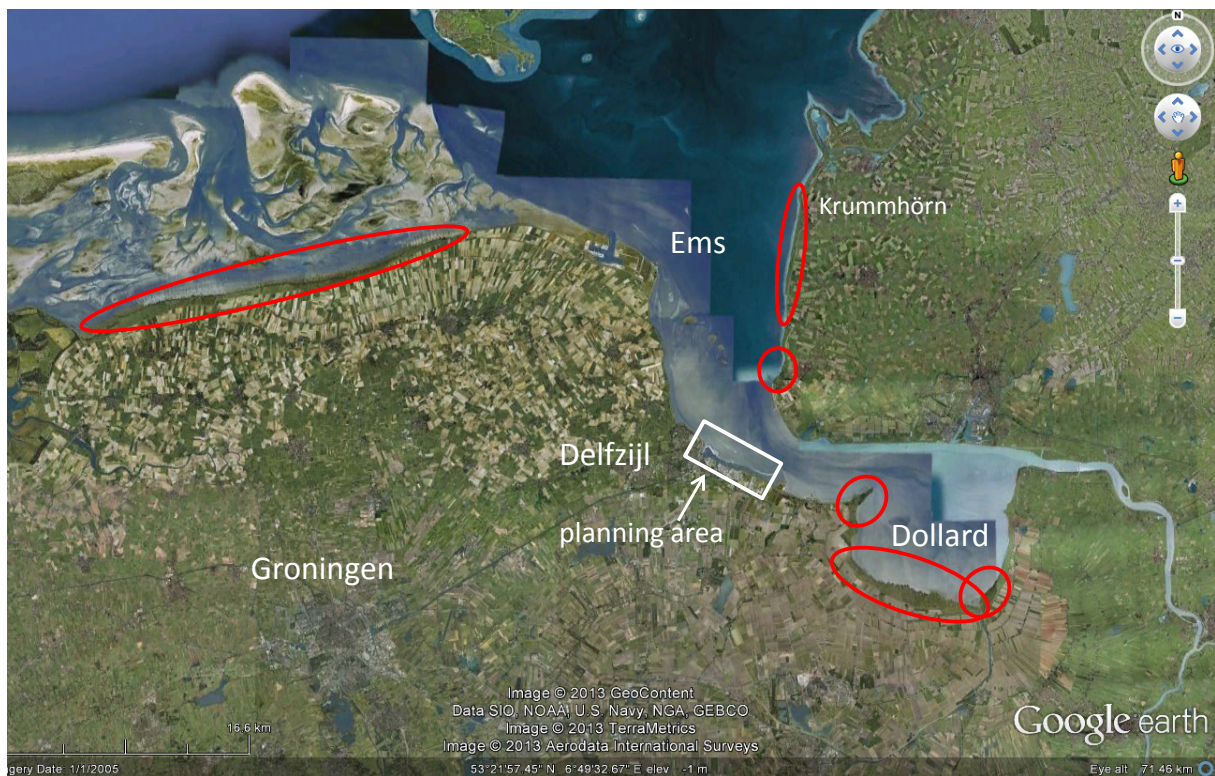 N
Krummhörn
Ems
Delfzijl
planning area
Dollard
Groningen
Image © 2013 GeoContent
Data SIO, NOAA, U.S. Navy, NGA, GEBCO
Image © 2013 TerraMetrics
Image © 2013 Aerodata International Surveys
Google earth
16.6 km
gery Date: 1/1/2005
53°21'57.45" N 6°49'32.67" E elev -1 m
Eye alt 71.46 km